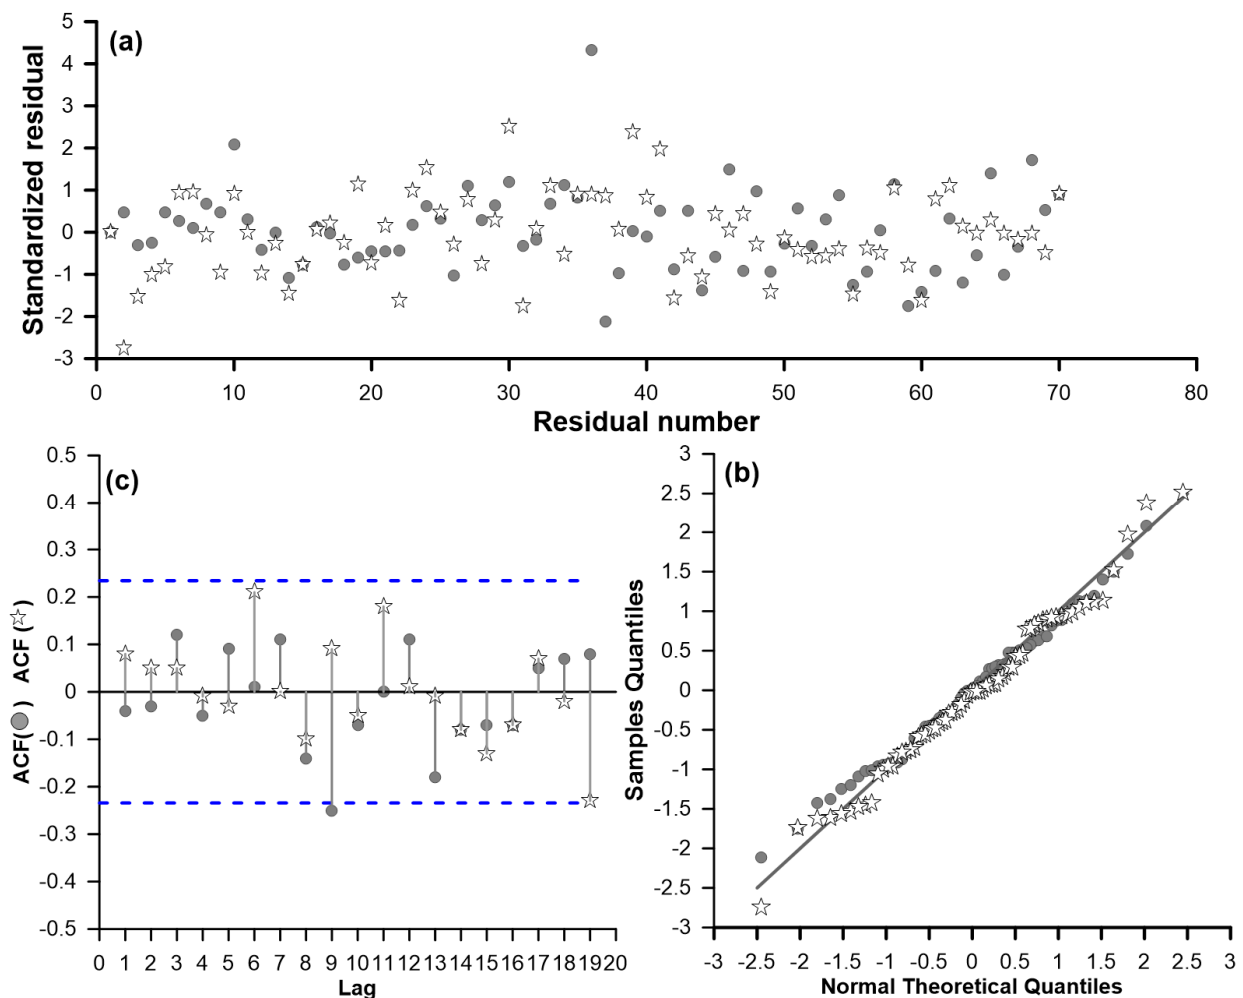 (a)
Standardized residual
5
4
3
2
1
0
-1
-2
-3
0 10 20 30 40 50 60 70 80
Residual number
(c)
ACF( ) ACF ( )
0.5
0.4
0.3
0.2
0.1
0
-0.1
-0.2
-0.3
-0.4
-0.5
0 1 2 3 4 5 6 7 8 9 10 11 12 13 14 15 16 17 18 19 20
Lag
(b)
Samples Quantiles
3
2.5
2
1.5
1
0.5
0
-0.5
-1
-1.5
-2
-2.5
-3
-3 -2.5 -2 -1.5 -1 -0.5 0 0.5 1 1.5 2 2.5 3
Normal Theoretical Quantiles